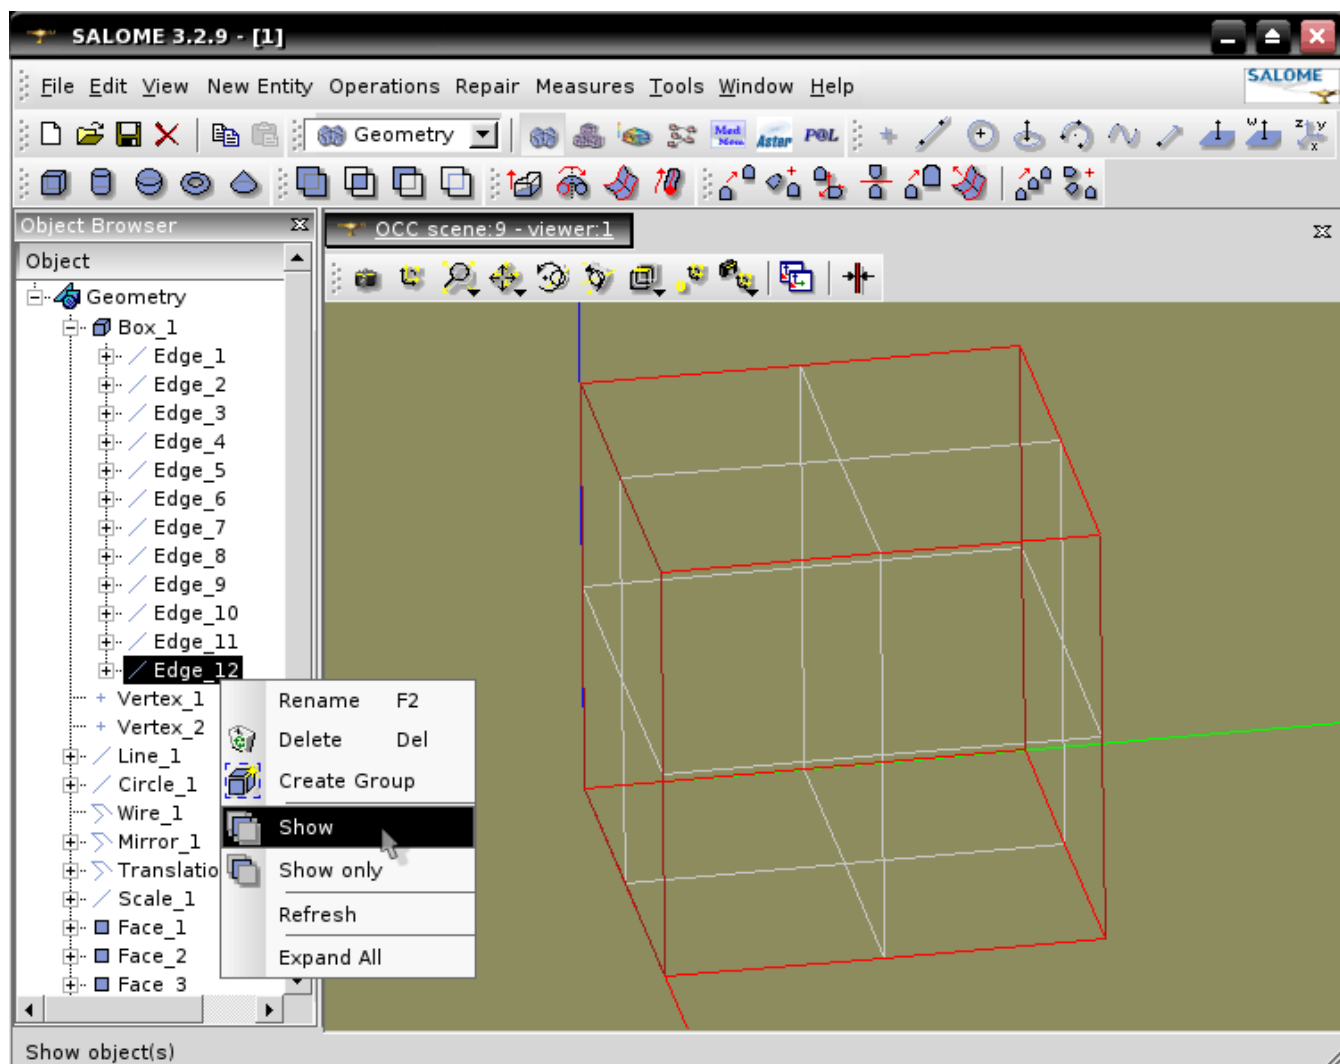 SALOME 3.2.9 - [1]
File Edit View New Entity Operations Repair Measures Tools Window Help
SALOME
Geometry
Med
Aster
POL
Object Browser
OCC scene:9 - viewer:1
Object
Geometry
Box_1
Edge_1
Edge_2
Edge_3
Edge_4
Edge_5
Edge_6
Edge_7
Edge_8
Edge_9
Edge_10
Edge_11
Edge_12
Vertex_1
Vertex_2
Line_1
Circle_1
Wire_1
Mirror_1
Translatio
Scale_1
Face_1
Face_2
Face_3
Rename F2
Delete Del
Create Group
Show
Show only
Refresh
Expand All
Show object(s)